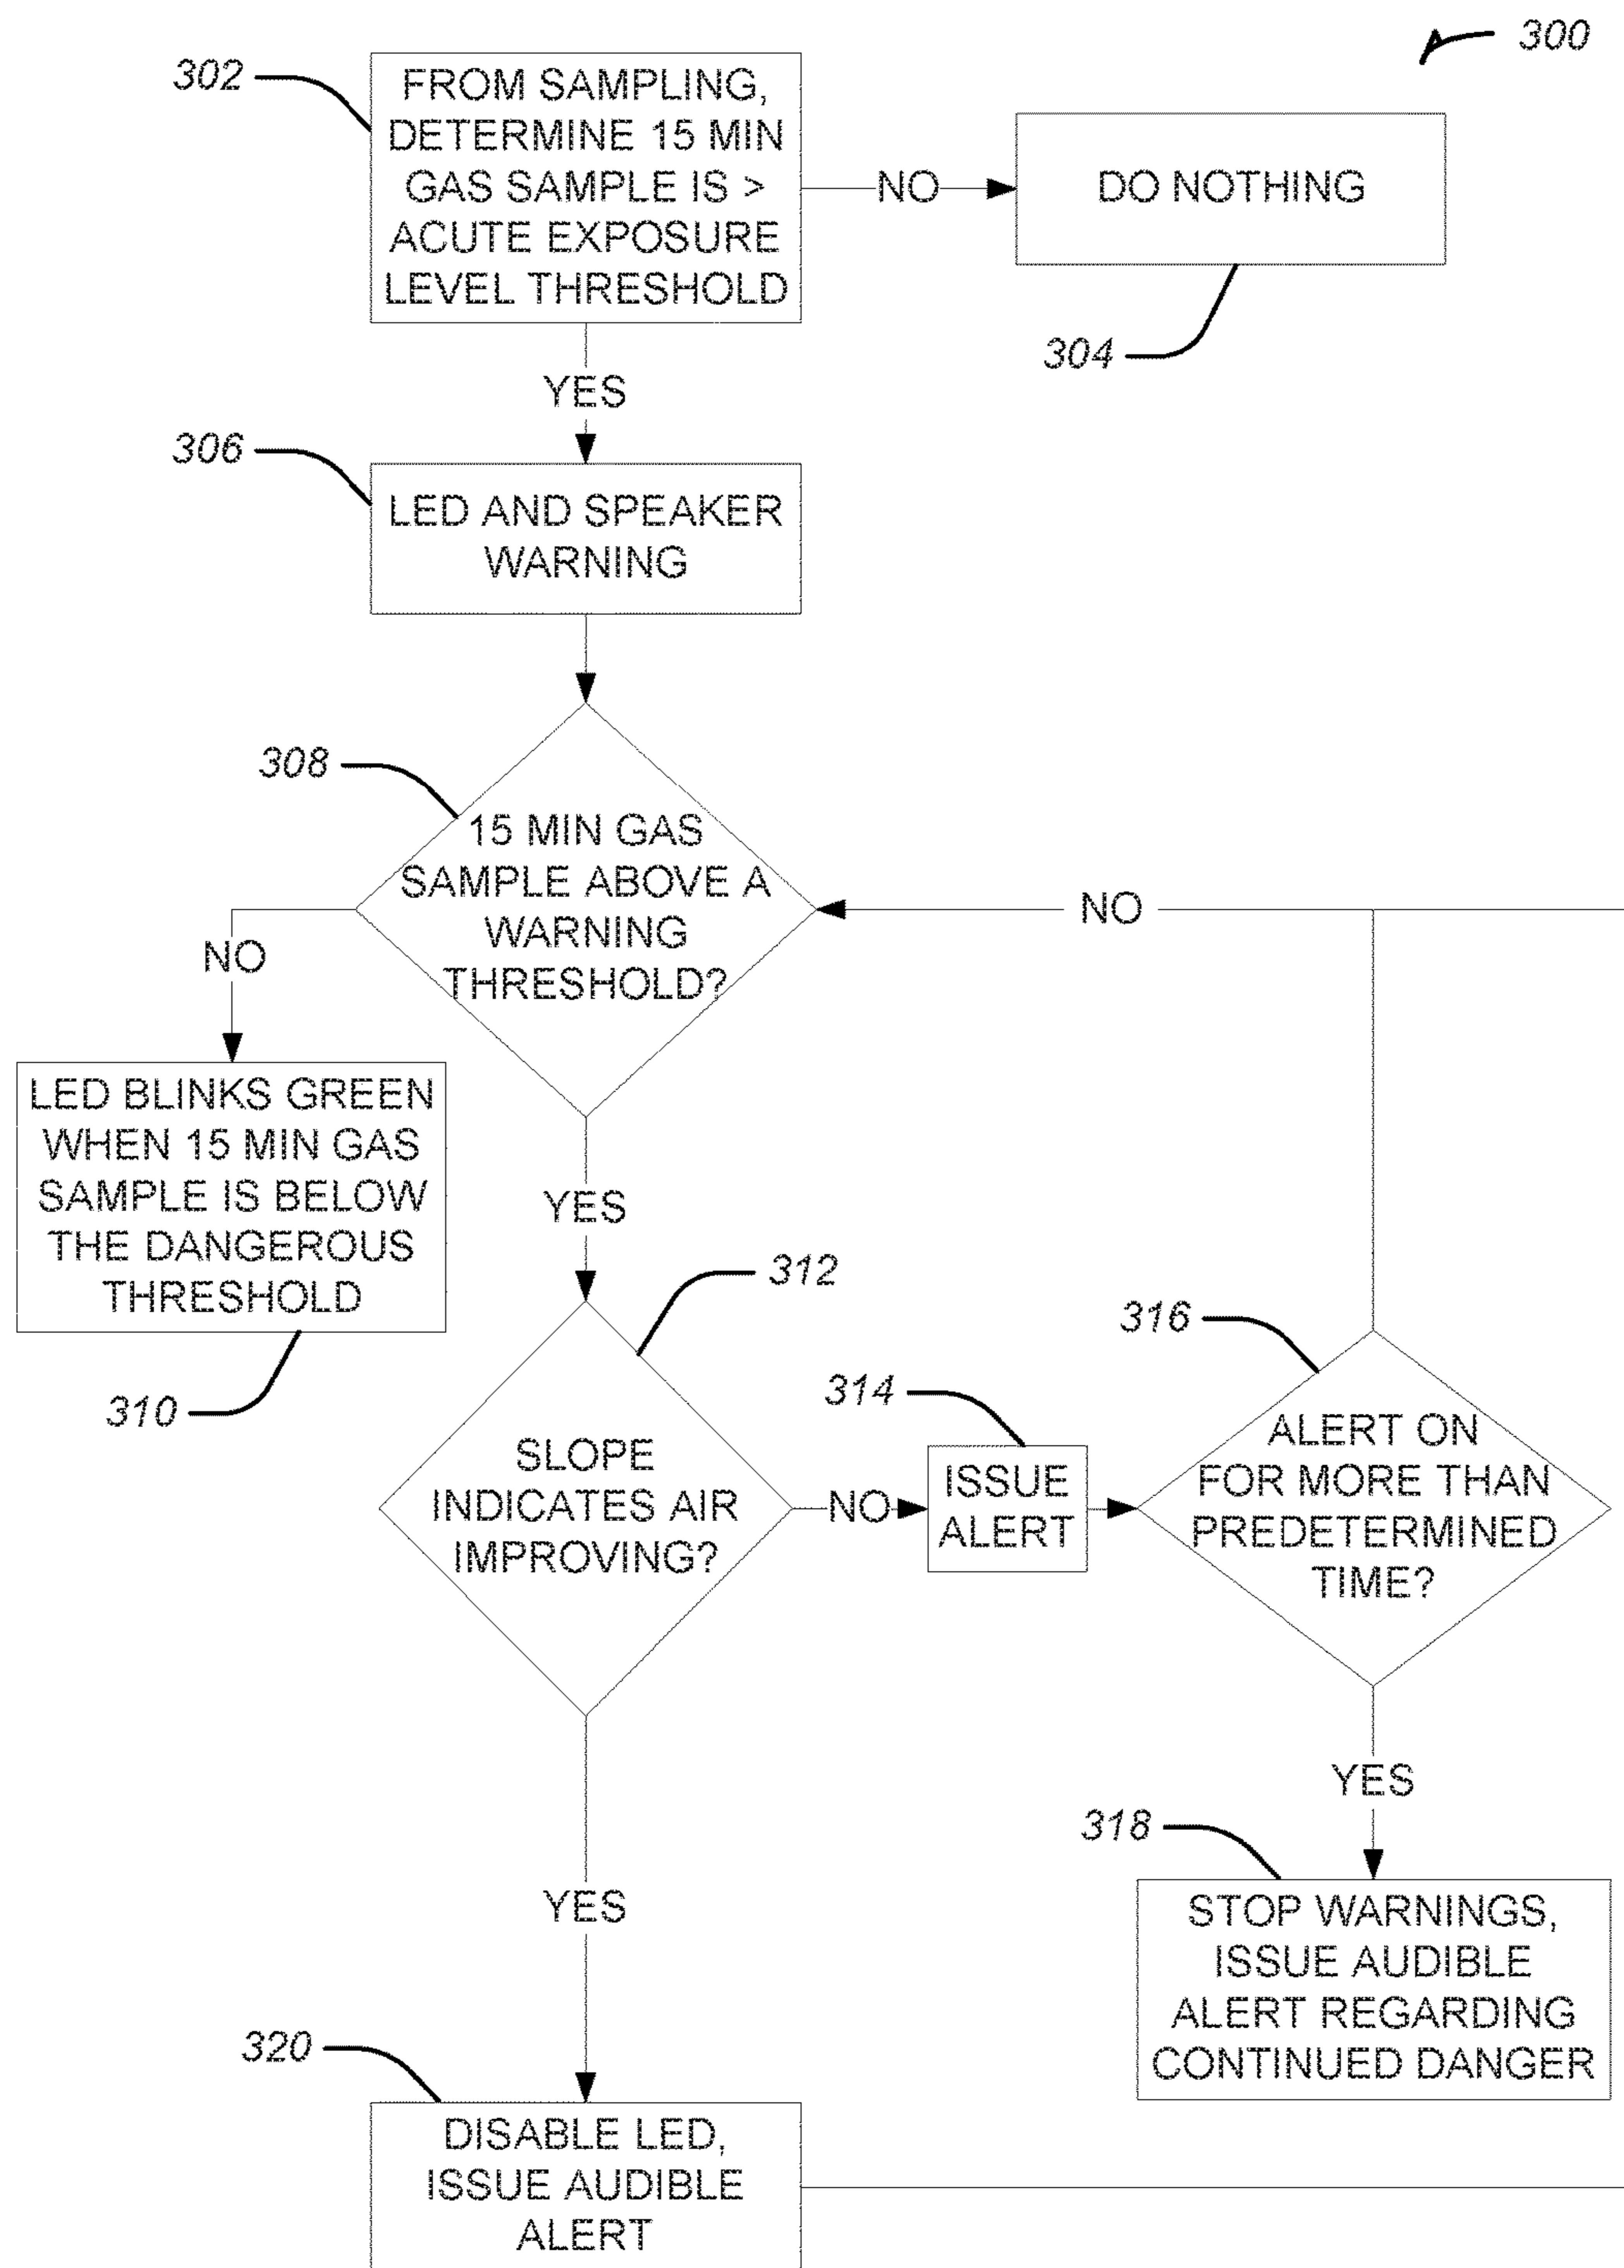 300
302
FROM SAMPLING,
DETERMINE 15 MIN
GAS SAMPLE IS >
ACUTE EXPOSURE
LEVEL THRESHOLD
NO
DO NOTHING
304
YES
306
LED AND SPEAKER
WARNING
308
15 MIN GAS
SAMPLE ABOVE A
WARNING
THRESHOLD?
NO
NO
LED BLINKS GREEN
WHEN 15 MIN GAS
SAMPLE IS BELOW
THE DANGEROUS
THRESHOLD
310
YES
312
SLOPE
INDICATES AIR
IMPROVING?
NO
314
ISSUE
ALERT
316
ALERT ON
FOR MORE THAN
PREDETERMINED
TIME?
YES
318
STOP WARNINGS,
ISSUE AUDIBLE
ALERT REGARDING
CONTINUED DANGER
YES
320
DISABLE LED,
ISSUE AUDIBLE
ALERT